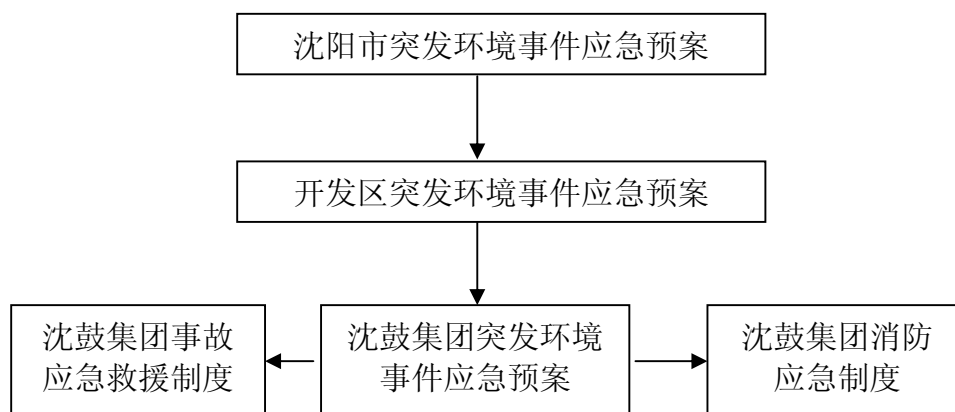 沈阳市突发环境事件应急预案
开发区突发环境事件应急预案
沈鼓集团事故
应急救援制度
沈鼓集团突发环境
事件应急预案
沈鼓集团消防
应急制度